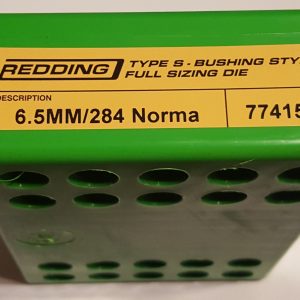 REDDING TYPE S - BUSHING STY
FULL SIZING DIE
DESCRIPTION
6.5MM/284 Norma 77415